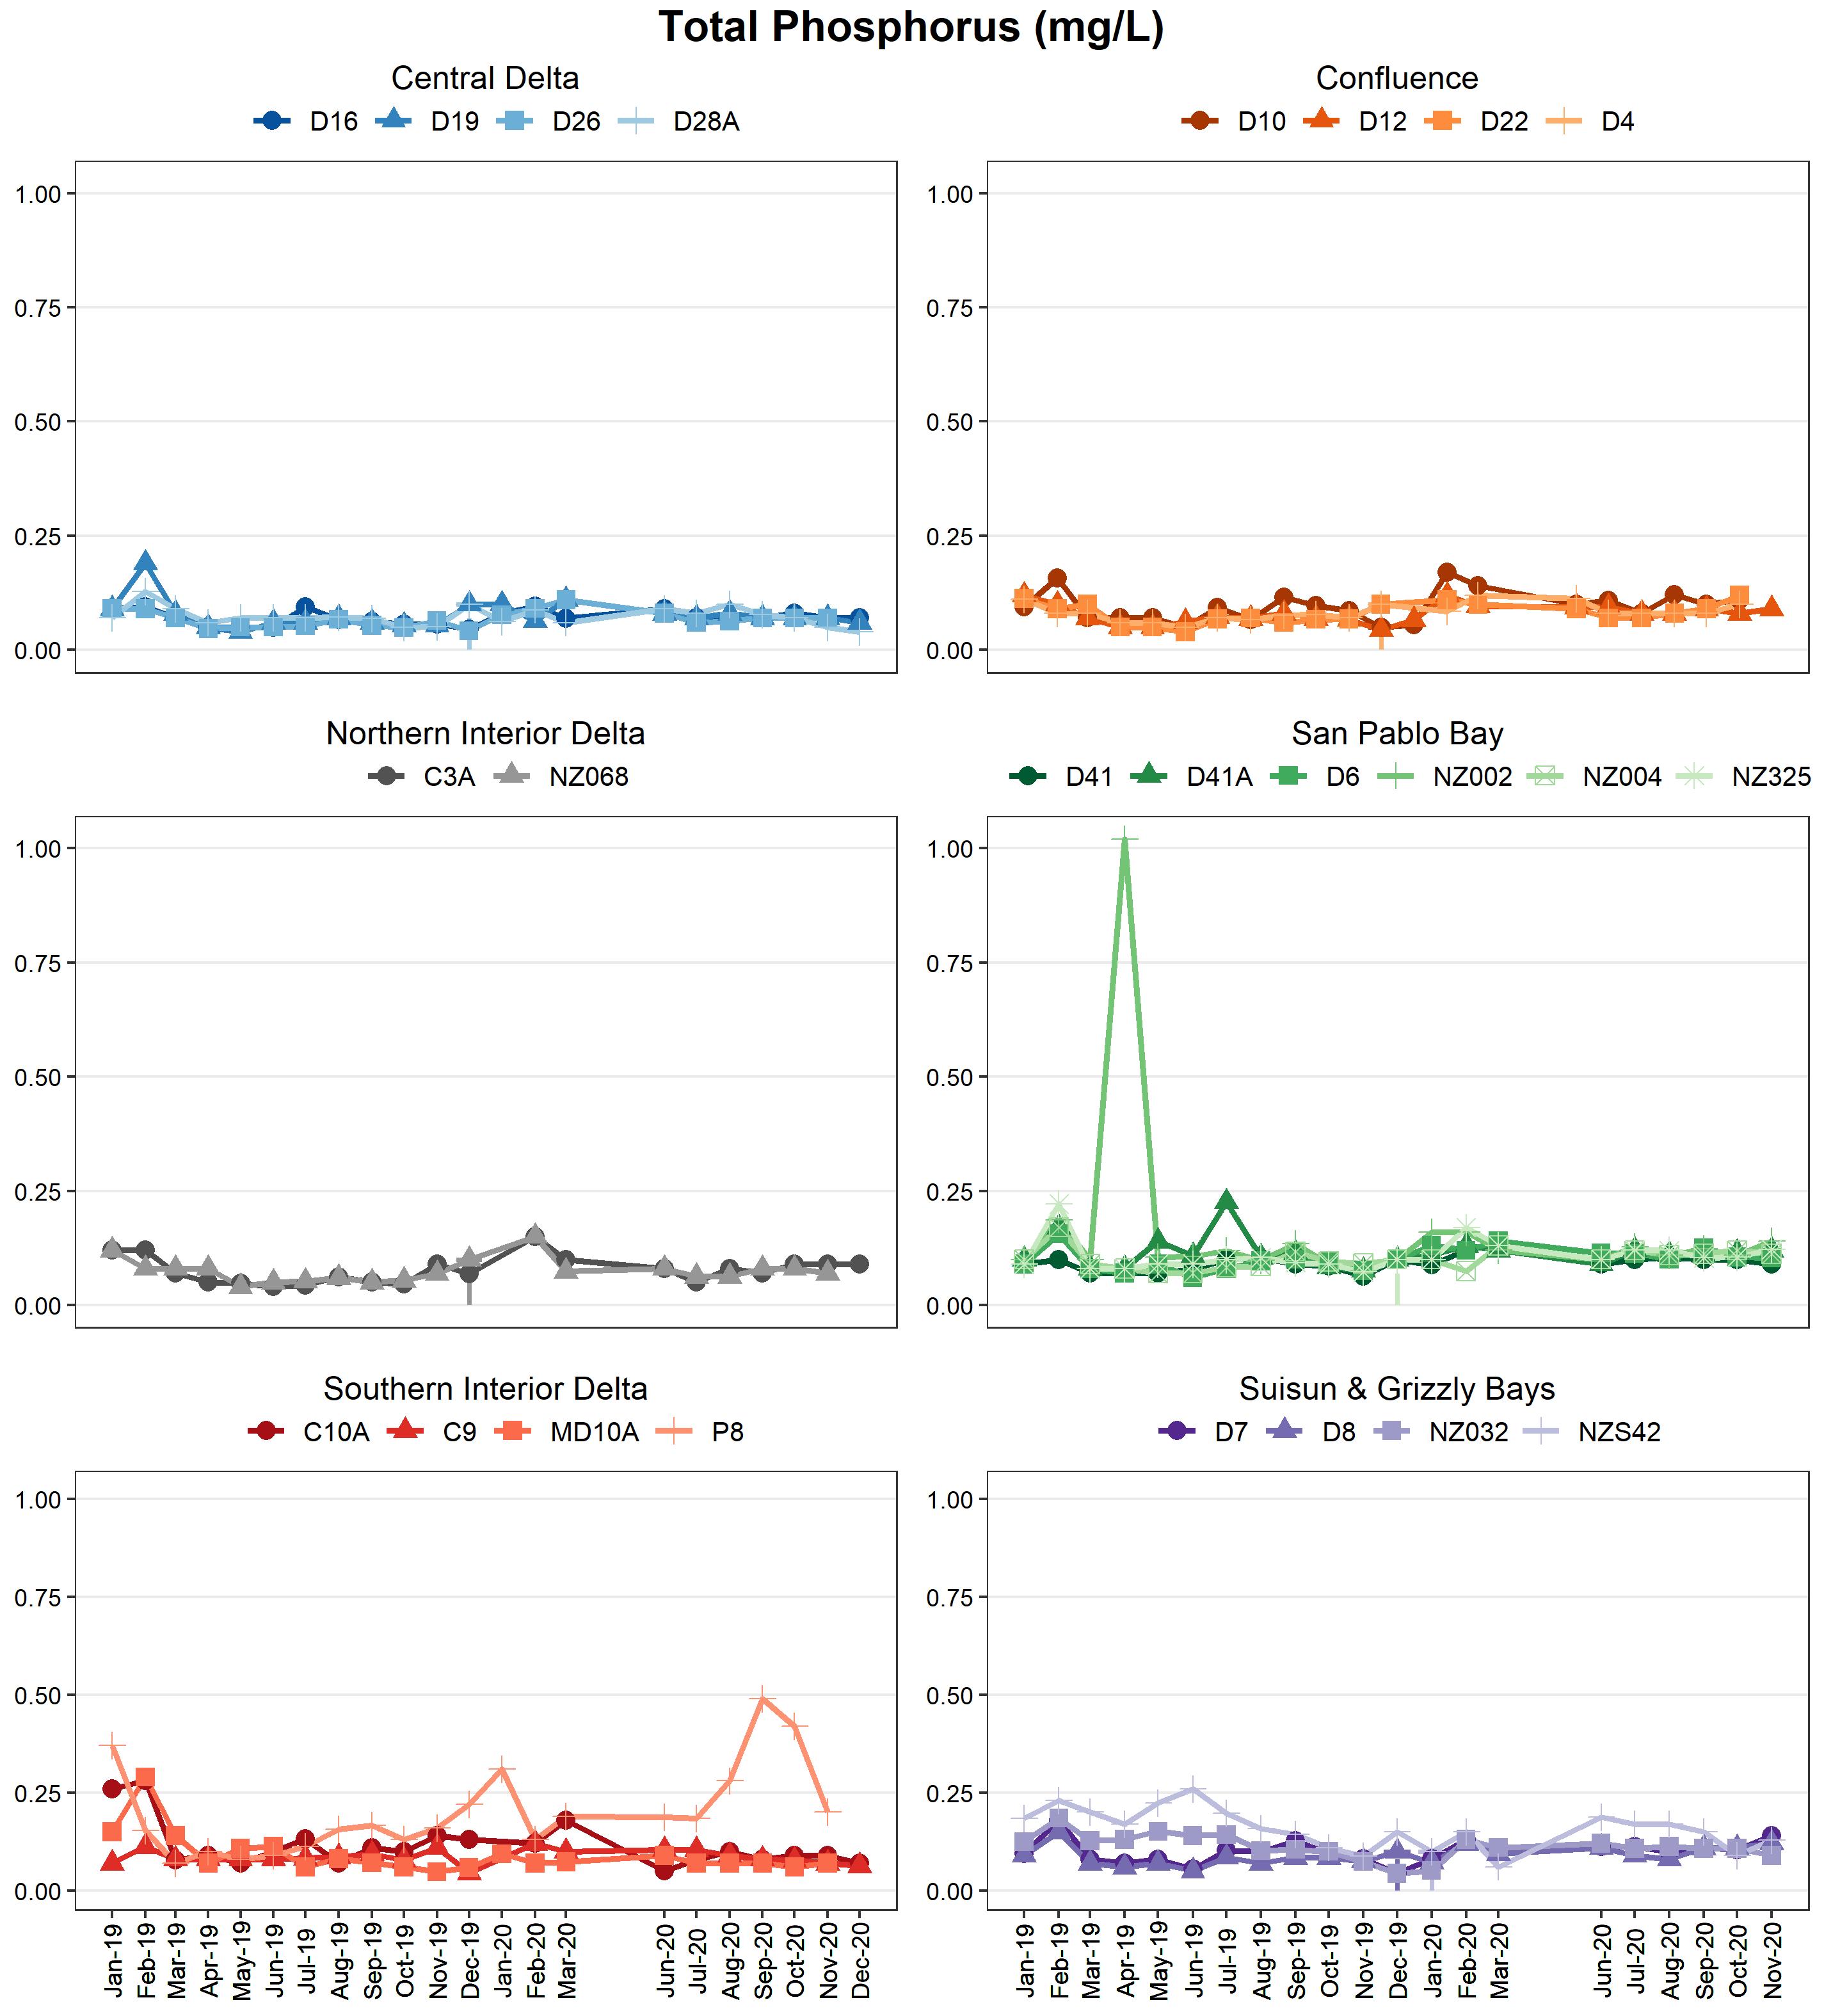 Total Phosphorus (mg/L)
Central Delta
D16 D19 D26 D28A
1.00
0.75
0.50
0.25
0.00
Confluence
D10 D12 D22 D4
1.00
0.75
0.50
0.25
0.00
Northern Interior Delta
C3A NZ068
1.00
0.75
0.50
0.25
0.00
San Pablo Bay
D41 D41A D6 NZ002 NZ004 NZ325
1.00
0.75
0.50
0.25
0.00
Southern Interior Delta
C10A C9 MD10A P8
1.00
0.75
0.50
0.25
0.00
Jan-19 Feb-19 Mar-19 Apr-19 May-19 Jun-19 Jul-19 Aug-19 Sep-19 Oct-19 Nov-19 Dec-19 Jan-20 Feb-20 Mar-20 Jun-20 Jul-20 Aug-20 Sep-20 Oct-20 Nov-20 Dec-20
Suisun & Grizzly Bays
D7 D8 NZ032 NZS42
1.00
0.75
0.50
0.25
0.00
Jan-19 Feb-19 Mar-19 Apr-19 May-19 Jun-19 Jul-19 Aug-19 Sep-19 Oct-19 Nov-19 Dec-19 Jan-20 Feb-20 Mar-20 Jun-20 Jul-20 Aug-20 Sep-20 Oct-20 Nov-20